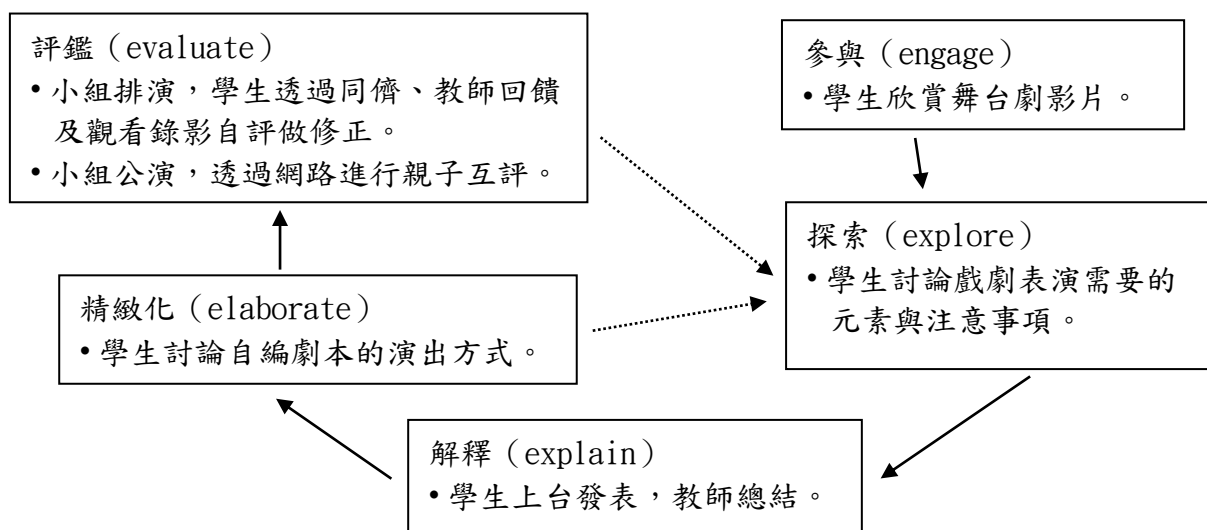 評鑑(evaluate)
•小組排演,學生透過同儕、教師回饋
及觀看錄影自評做修正。
•小組公演,透過網路進行親子互評。
參與(engage)
•學生欣賞舞台劇影片。
探索(explore)
•學生討論戲劇表演需要的
元素與注意事項。
精緻化(elaborate)
•學生討論自編劇本的演出方式。
解釋(explain)
•學生上台發表,教師總結。